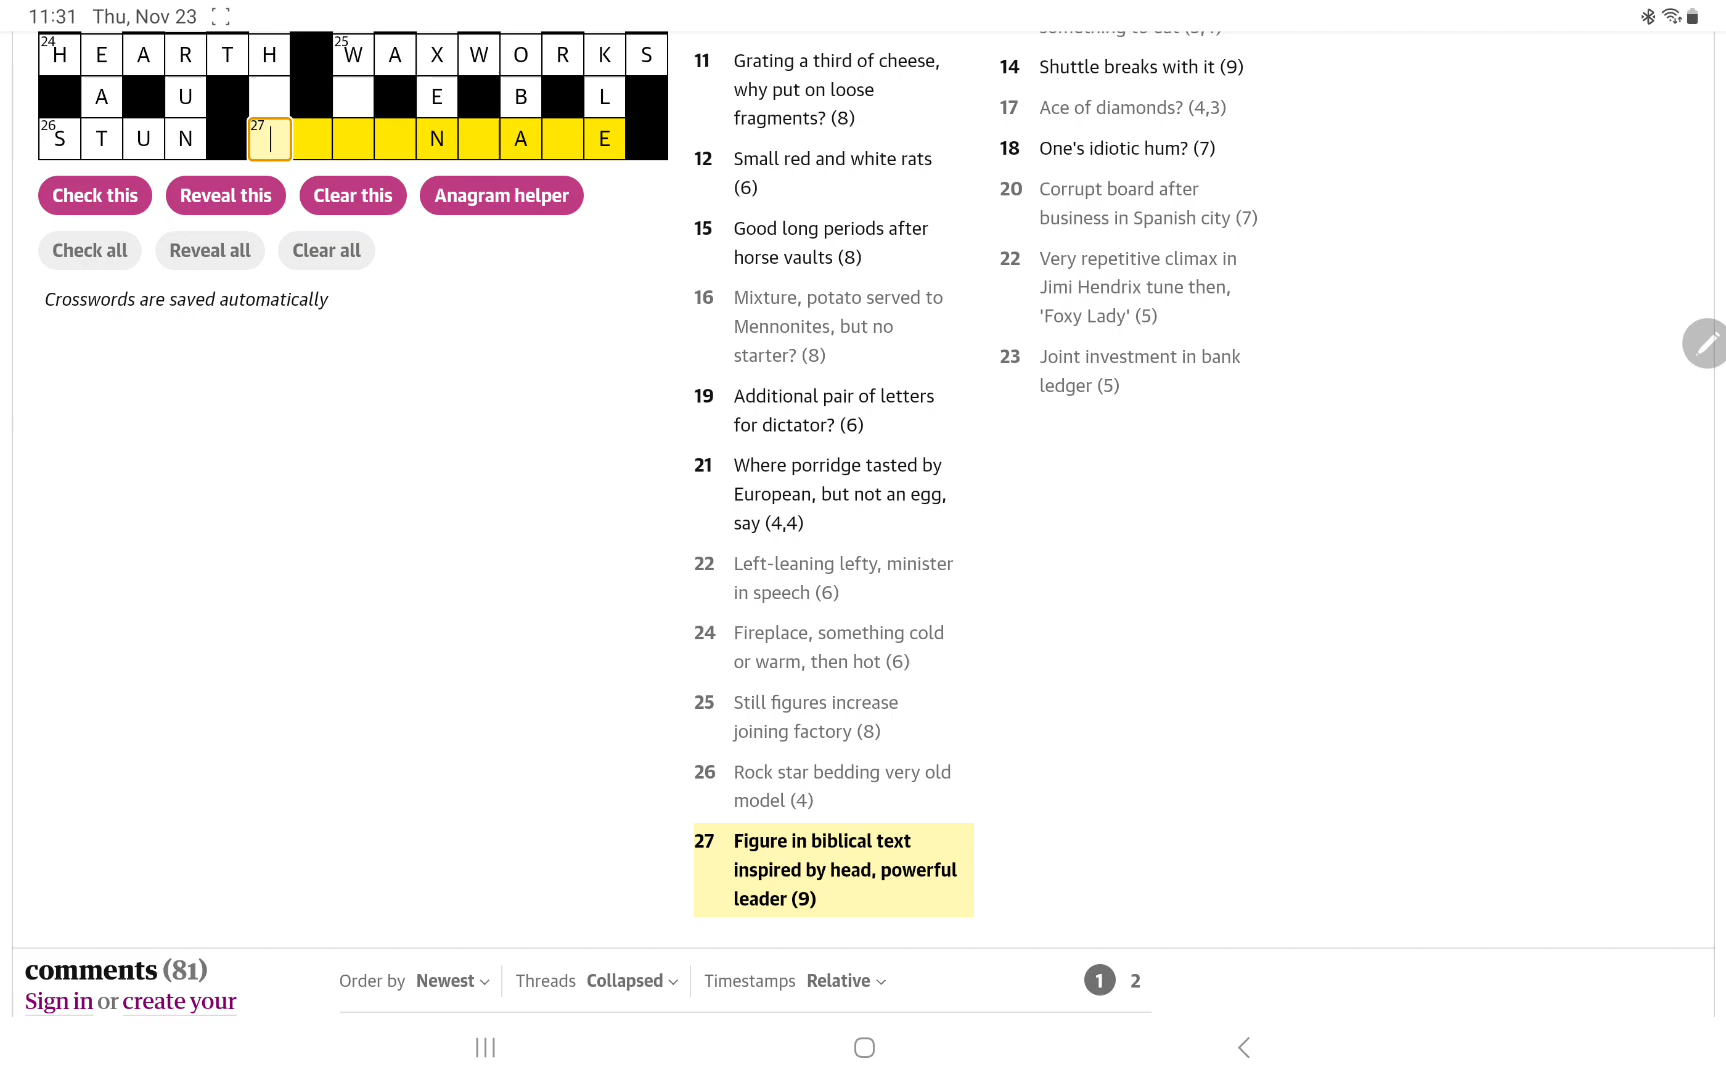 11:31 Thu, Nov 23
24 H E A R T H 25 W A X W O R K S
A U E B L
26 S T U N 27 N A E
Check this Reveal this Clear this Anagram helper
Check all Reveal all Clear all
Crosswords are saved automatically
11 Grating a third of cheese,
why put on loose
fragments? (8)
12 Small red and white rats
(6)
15 Good long periods after
horse vaults (8)
16 Mixture, potato served to
Mennonites, but no
starter? (8)
19 Additional pair of letters
for dictator? (6)
21 Where porridge tasted by
European, but not an egg,
say (4,4)
22 Left-leaning lefty, minister
in speech (6)
24 Fireplace, something cold
or warm, then hot (6)
25 Still figures increase
joining factory (8)
26 Rock star bedding very old
model (4)
27 Figure in biblical text
inspired by head, powerful
leader (9)
14 Shuttle breaks with it (9)
17 Ace of diamonds? (4,3)
18 One's idiotic hum? (7)
20 Corrupt board after
business in Spanish city (7)
22 Very repetitive climax in
Jimi Hendrix tune then,
'Foxy Lady' (5)
23 Joint investment in bank
ledger (5)
comments (81)
Sign in or create your
Order by Newest Threads Collapsed Timestamps Relative 1 2